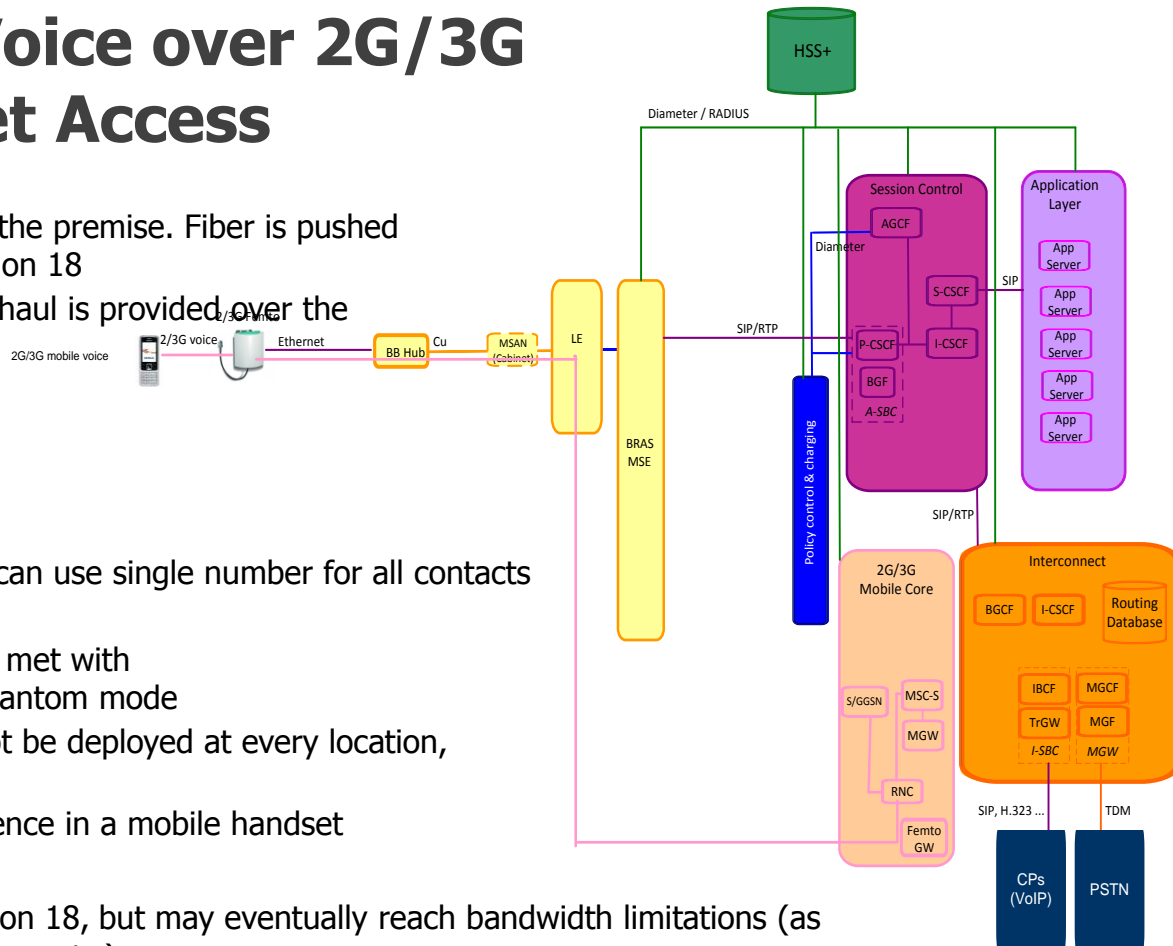 Voice over 2G/3G
et Access
the premise. Fiber is pushed
on 18
haul is provided over the
can use single number for all contacts
met with
antom mode
t be deployed at every location,
ence in a mobile handset
on 18, but may eventually reach bandwidth limitations (as
HSS+
Diameter / RADIUS
Session Control
AGCF
Diameter
S-CSCF
SIP
P-CSCF
I-CSCF
BGF
A-SBC
Application
Layer
App
Server
App
Server
App
Server
App
Server
App
Server
2G/3G mobile voice
2/3G voice
2/3G Femto
Ethernet
BB Hub
Cu
MSAN
(Cabinet)
LE
BRAS
MSE
SIP/RTP
Policy control & charging
SIP/RTP
2G/3G
Mobile Core
S/GGSN
MSC-S
MGW
RNC
Femto
GW
Interconnect
BGCF
I-CSCF
Routing
Database
IBCF
MGCF
TrGW
MGF
I-SBC
MGW
SIP, H.323 ...
TDM
CPs
(VoIP)
PSTN